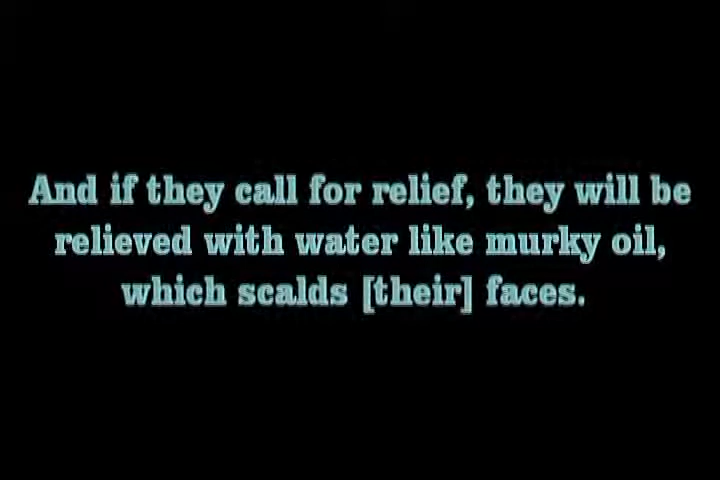 And if they call for relief, they will be
relieved with water like murky oil,
which scalds [their] faces.